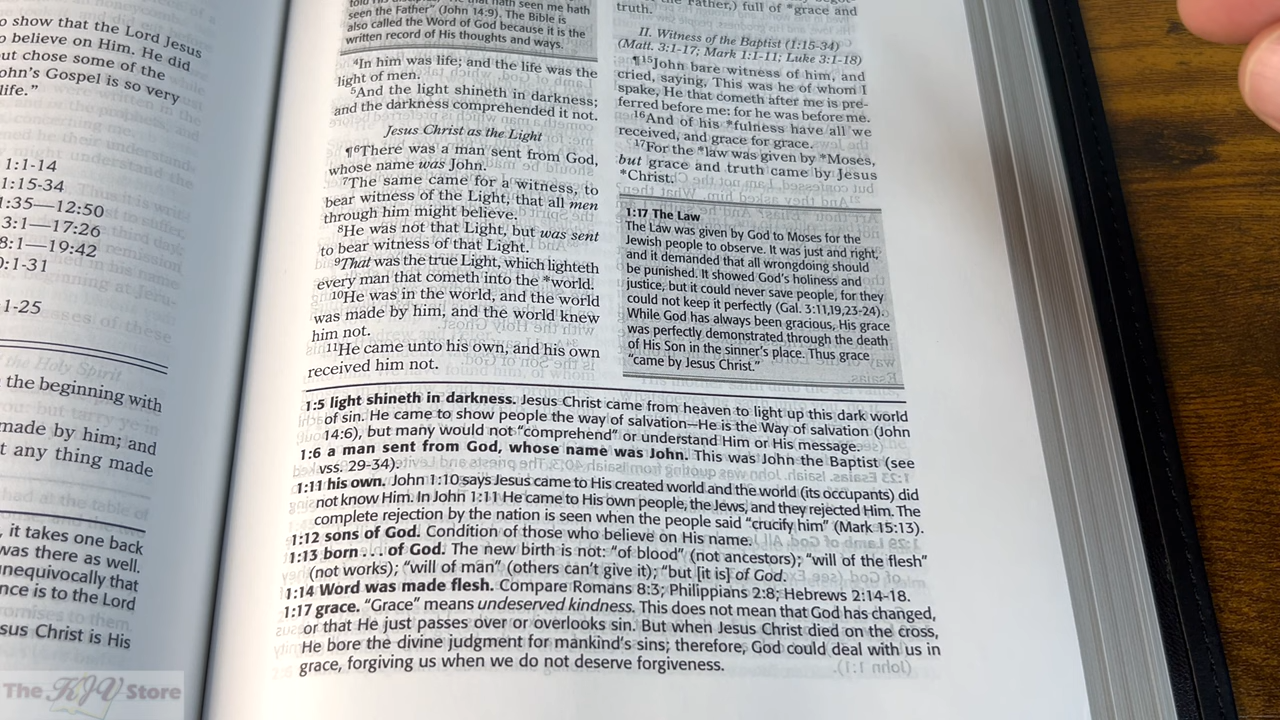 o show that the Lord Jesus
o believe on Him. He did
ut chose some of the
ohn's Gospel is so very
life."
1:1-14
1:15-34
1:35—12:50
3:1—17:26
8:1—19:42
0:1-31
1-25
the Holy Spirit
the beginning with
made by him; and
t any thing made
, it takes one back
was there as well.
nequivocally that
nce is to the Lord
sus Christ is His
hath seen me hath
seen the Father" (John 14:9). The Bible is
also called the Word of God because it is the
written record of His thoughts and ways.
4In him was life; and the life was the
light of men.
5And the light shineth in darkness;
and the darkness comprehended it not.
Jesus Christ as the Light
¶6There was a man sent from God,
whose name was John.
7The same came for a witness, to
bear witness of the Light, that all men
through him might believe.
8He was not that Light, but was sent
to bear witness of that Light.
9That was the true Light, which lighteth
every man that cometh into the *world.
10He was in the world, and the world
was made by him, and the world knew
him not.
11He came unto his own, and his own
received him not.
the Father,) full of *grace and
truth.
II. Witness of the Baptist (1:15-34)
(Matt. 3:1-17; Mark 1:1-11; Luke 3:1-18)
¶15John bare witness of him, and
cried, saying, This was he of whom I
spake, He that cometh after me is pre-
ferred before me: for he was before me.
16And of his *fulness have all we
received, and grace for grace.
17For the *law was given by *Moses,
but grace and truth came by Jesus
*Christ.
1:17 The Law
The Law was given by God to Moses for the
Jewish people to observe. It was just and right,
and it demanded that all wrongdoing should
be punished. It showed God's holiness and
justice, but it could never save people, for they
could not keep it perfectly (Gal. 3:11,19,23-24).
While God has always been gracious, His grace
was perfectly demonstrated through the death
of His Son in the sinner's place. Thus grace
"came by Jesus Christ."
1:5 light shineth in darkness. Jesus Christ came from heaven to light up this dark world
of sin. He came to show people the way of salvation—He is the Way of salvation (John
14:6), but many would not "comprehend" or understand Him or His message.
1:6 a man sent from God, whose name was John. This was John the Baptist (see
vss. 29-34).
1:11 his own. John 1:10 says Jesus came to His created world and the world (its occupants) did
not know Him. In John 1:11 He came to His own people, the Jews, and they rejected Him. The
complete rejection by the nation is seen when the people said "crucify him" (Mark 15:13).
1:12 sons of God. Condition of those who believe on His name.
1:13 born . . . of God. The new birth is not: "of blood" (not ancestors); "will of the flesh"
(not works); "will of man" (others can't give it); "but [it is] of God.
1:14 Word was made flesh. Compare Romans 8:3; Philippians 2:8; Hebrews 2:14-18.
1:17 grace. "Grace" means undeserved kindness. This does not mean that God has changed,
or that He just passes over or overlooks sin. But when Jesus Christ died on the cross,
He bore the divine judgment for mankind's sins; therefore, God could deal with us in
grace, forgiving us when we do not deserve forgiveness.
The KJV Store